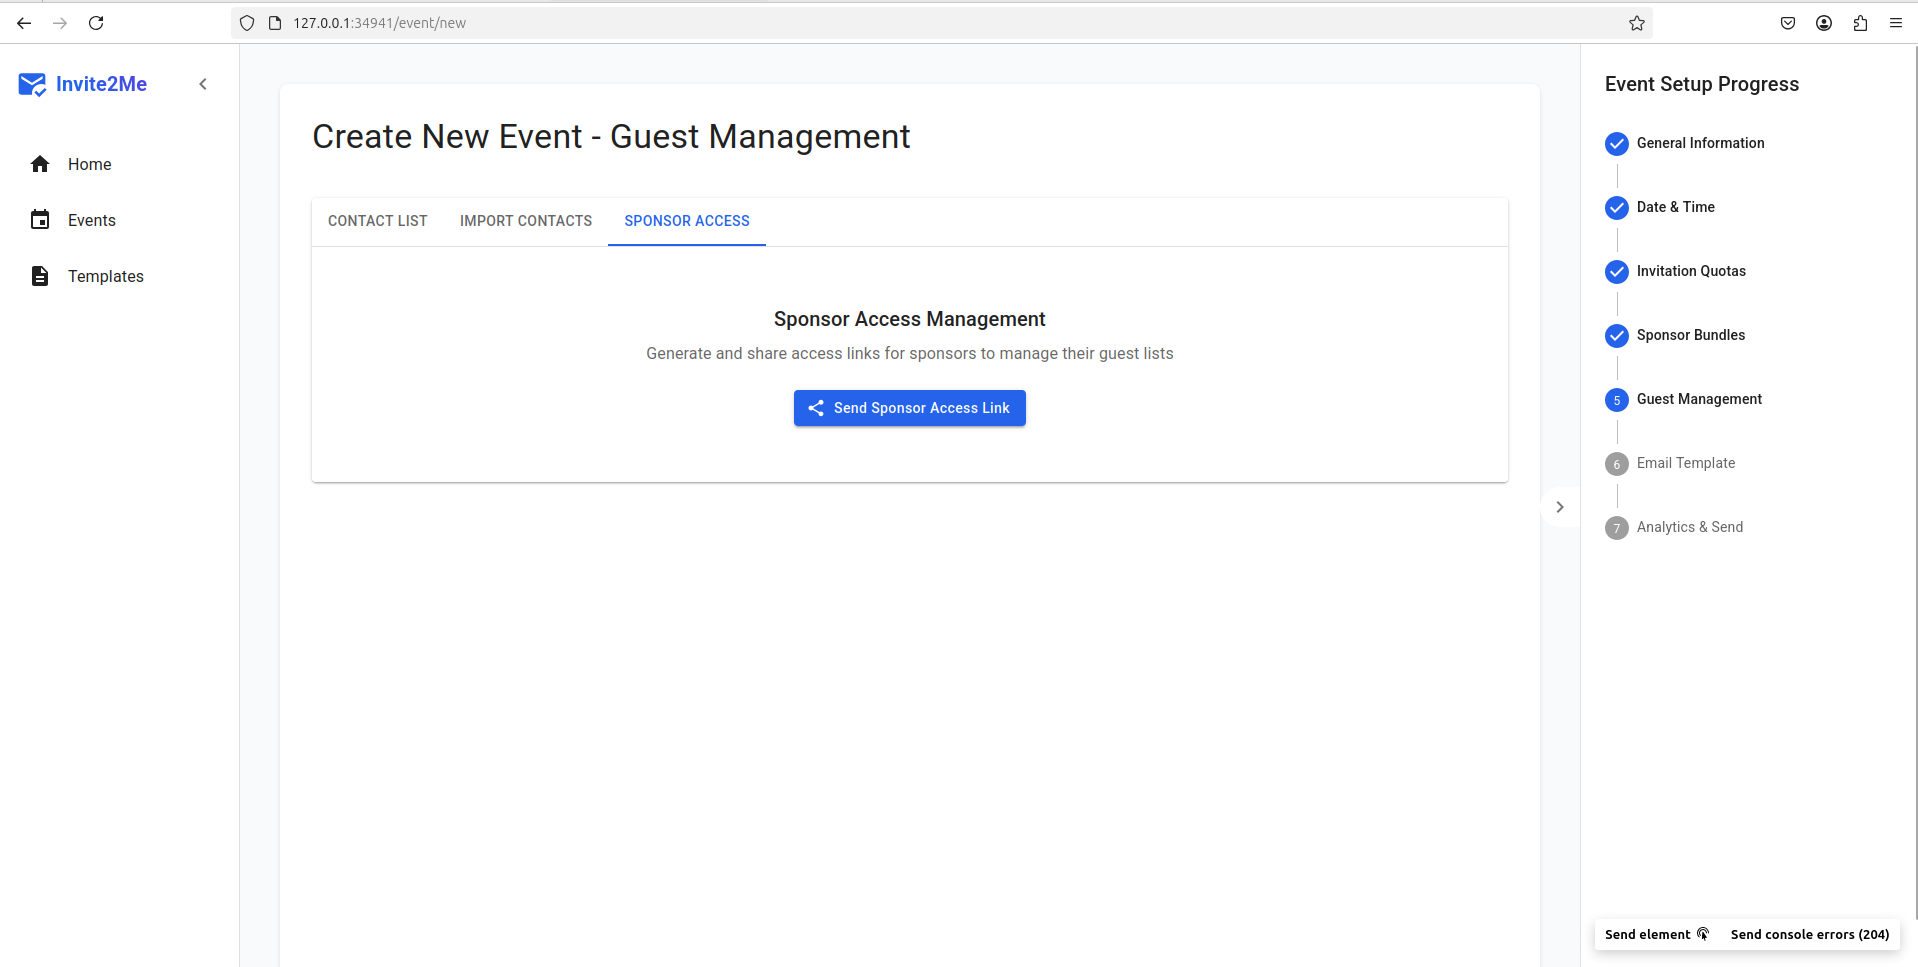 127.0.0.1:34941/event/new
Invite2Me
Home
Events
Templates
Create New Event - Guest Management
CONTACT LIST IMPORT CONTACTS SPONSOR ACCESS
Sponsor Access Management
Generate and share access links for sponsors to manage their guest lists
Send Sponsor Access Link
Event Setup Progress
General Information
Date & Time
Invitation Quotas
Sponsor Bundles
5 Guest Management
6 Email Template
7 Analytics & Send
Send element Send console errors (204)